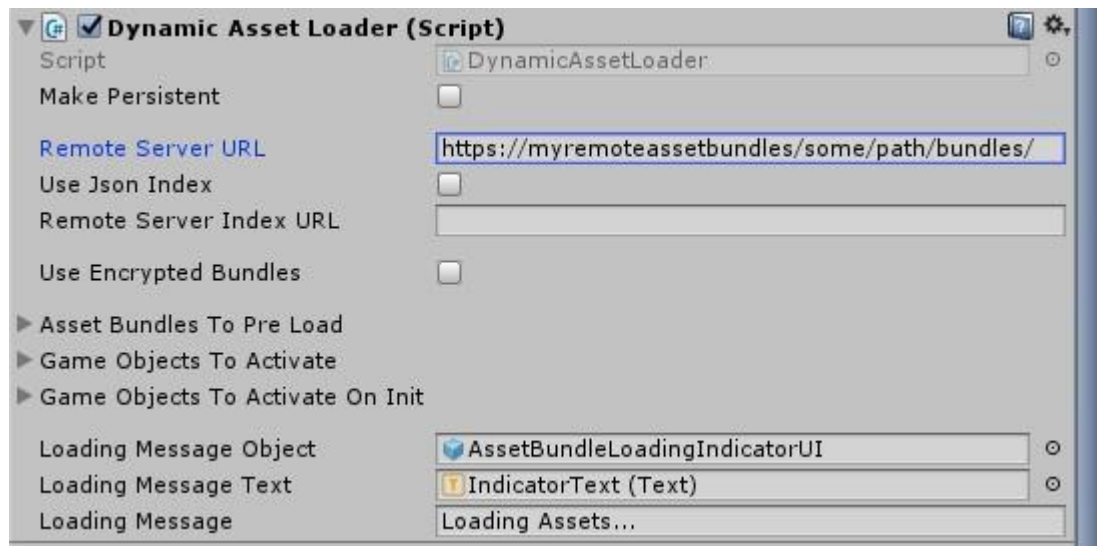 Dynamic Asset Loader (Script)
Script DynamicAssetLoader
Make Persistent
Remote Server URL https://myremoteassetbundles/some/path/bundles/
Use Json Index
Remote Server Index URL
Use Encrypted Bundles
Asset Bundles To Pre Load
Game Objects To Activate
Game Objects To Activate On Init
Loading Message Object AssetBundleLoadingIndicatorUI
Loading Message Text IndicatorText (Text)
Loading Message Loading Assets...